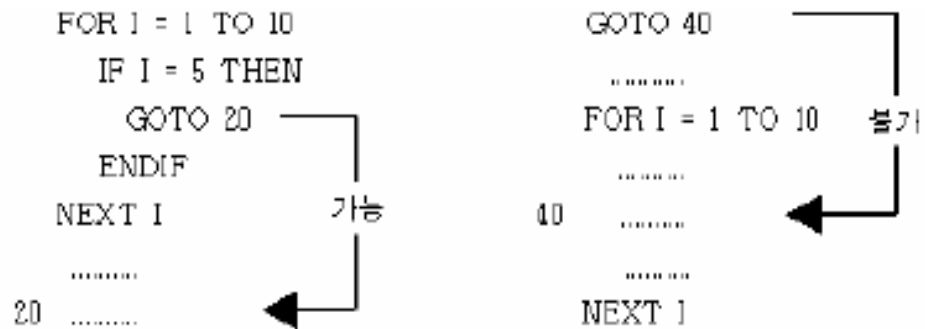 FOR I = 1 TO 10
IF I = 5 THEN
GOTO 20
ENDIF
NEXT I
가능
.........
20 .........
GOTO 40
.........
FOR I = 1 TO 10
불가
.........
40 .........
.........
NEXT I